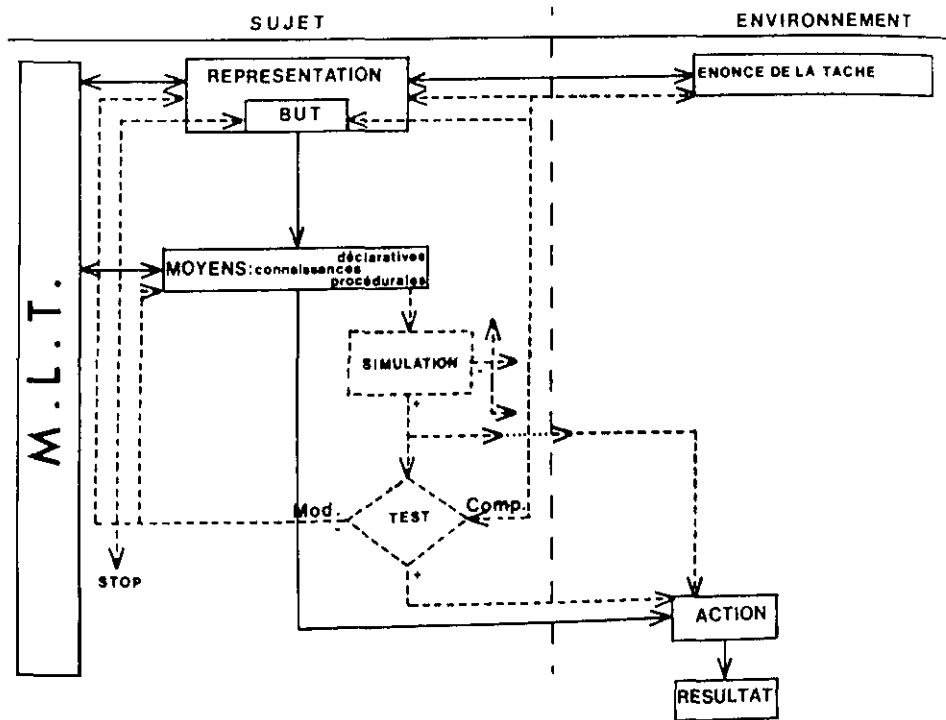 SUJET
ENVIRONNEMENT
REPRESENTATION
BUT
ENONCE DE LA TACHE
M.L.T.
MOYENS: connaissances déclaratives
procédurales
SIMULATION
-
+
Mod.
-
TEST
Comp.
+
STOP
ACTION
RESULTAT